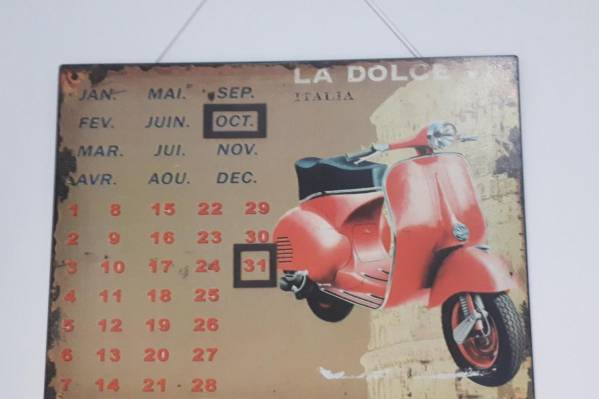 LA DOLCE
ITALIA
JAN. MAI. SEP.
FEV. JUIN. OCT.
MAR. JUI. NOV.
AVR. AOU. DEC.
1 8 15 22 29
2 9 16 23 30
3 10 17 24 31
4 11 18 25
5 12 19 26
6 13 20 27
7 14 21 28